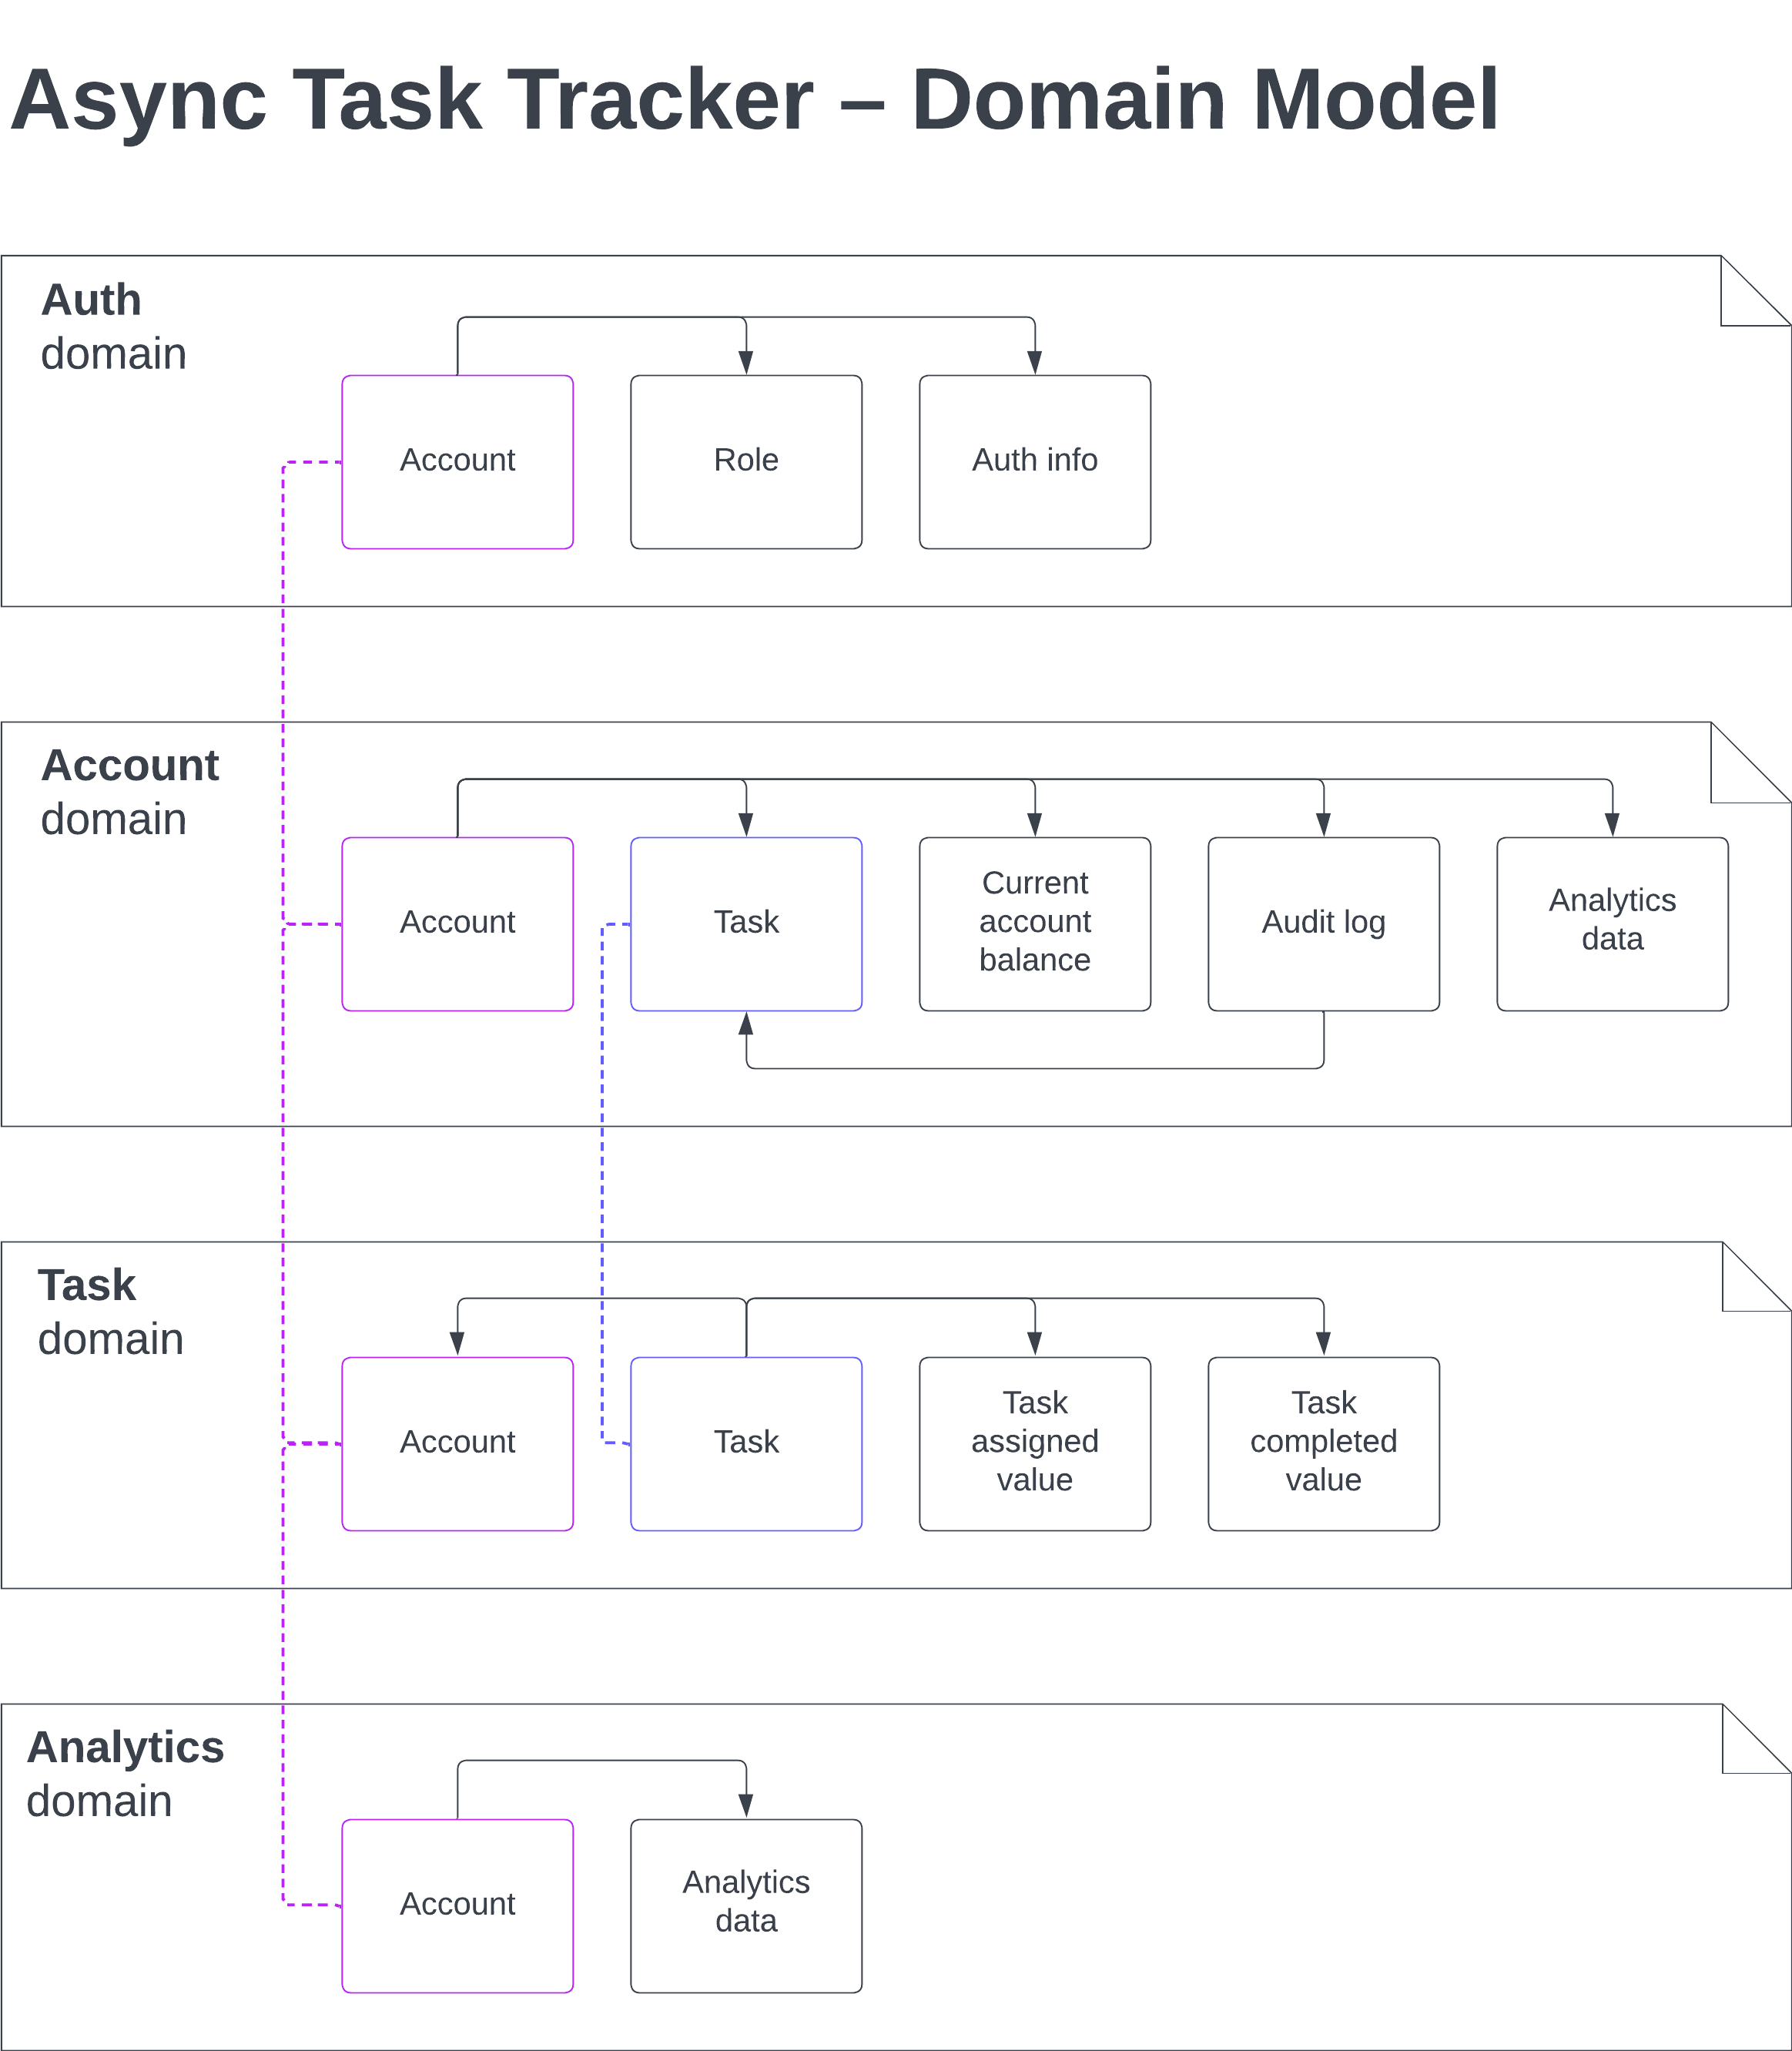 Async Task Tracker – Domain Model
Auth
domain
Account
Role
Auth info
Account
domain
Account
Task
Current
account
balance
Audit log
Analytics
data
Task
domain
Account
Task
Task
assigned
value
Task
completed
value
Analytics
domain
Account
Analytics
data